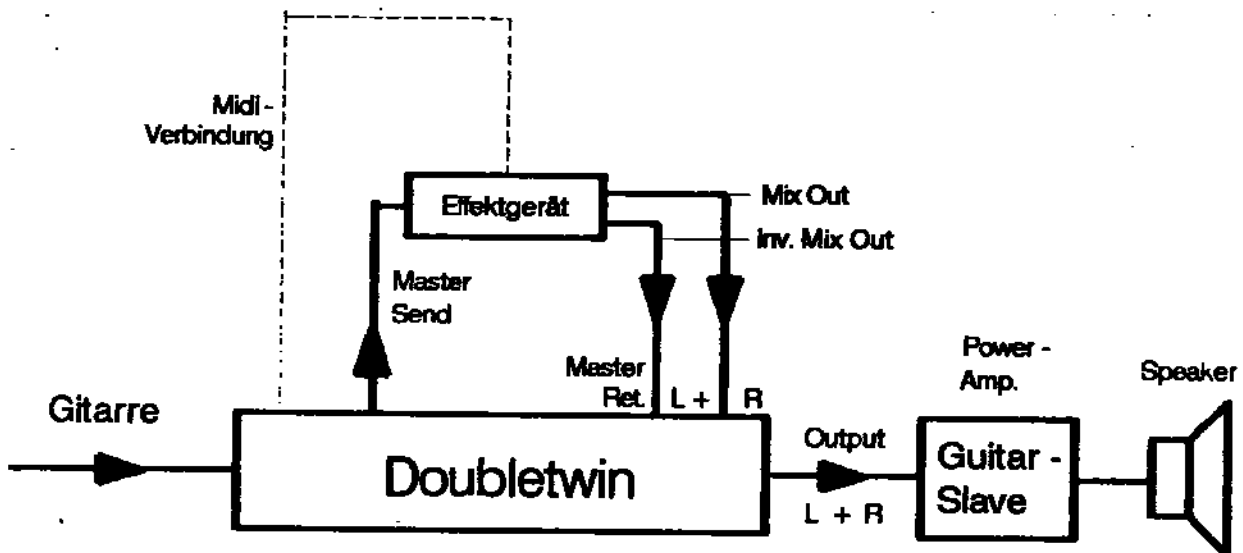 Midi -
Verbindung
Effektgerät
Mix Out
inv. Mix Out
Master
Send
Master
Ret. L + R
Power -
Amp.
Speaker
Gitarre
Doubletwin
Output
L + R
Guitar -
Slave